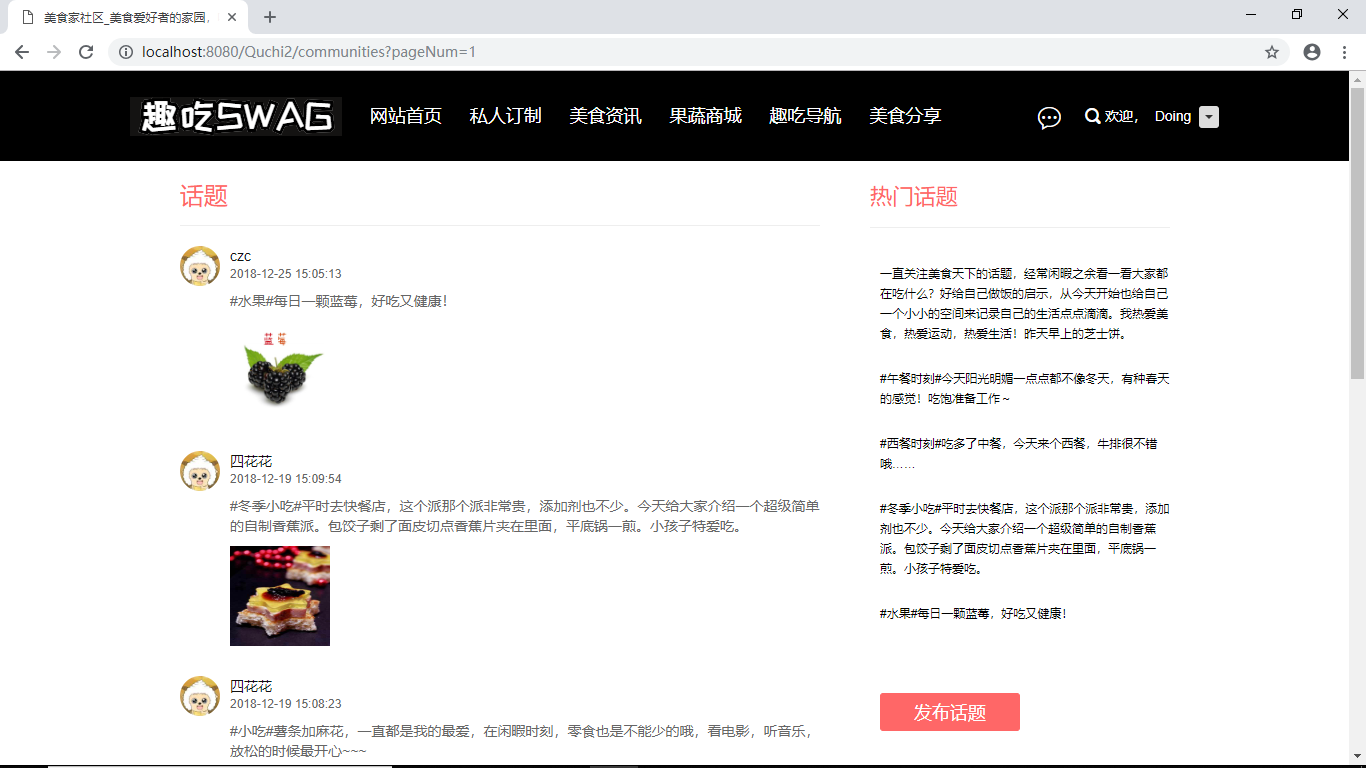 美食家社区_美食爱好者的家园，
localhost:8080/Quchi2/communities?pageNum=1
趣吃SWAG
网站首页
私人订制
美食资讯
果蔬商城
趣吃导航
美食分享
欢迎，
Doing
话题
czc
2018-12-25 15:05:13
#水果#每日一颗蓝莓，好吃又健康！
蓝莓
四花花
2018-12-19 15:09:54
#冬季小吃#平时去快餐店，这个派那个派非常贵，添加剂也不少。今天给大家介绍一个超级简单
的自制香蕉派。包饺子剩了面皮切点香蕉片夹在里面，平底锅一煎。小孩子特爱吃。
四花花
2018-12-19 15:08:23
#小吃#薯条加麻花，一直都是我的最爱，在闲暇时刻，零食也是不能少的哦，看电影，听音乐，
放松的时候最开心~~~
热门话题
一直关注美食天下的话题，经常闲暇之余看一看大家都
在吃什么？好给自己做饭的启示，从今天开始也给自己
一个小小的空间来记录自己的生活点点滴滴。我热爱美
食，热爱运动，热爱生活！昨天早上的芝士饼。
#午餐时刻#今天阳光明媚一点点都不像冬天，有种春天
的感觉！吃饱准备工作～
#西餐时刻#吃多了中餐，今天来个西餐，牛排很不错
哦……
#冬季小吃#平时去快餐店，这个派那个派非常贵，添加
剂也不少。今天给大家介绍一个超级简单的自制香蕉
派。包饺子剩了面皮切点香蕉片夹在里面，平底锅一
煎。小孩子特爱吃。
#水果#每日一颗蓝莓，好吃又健康！
发布话题